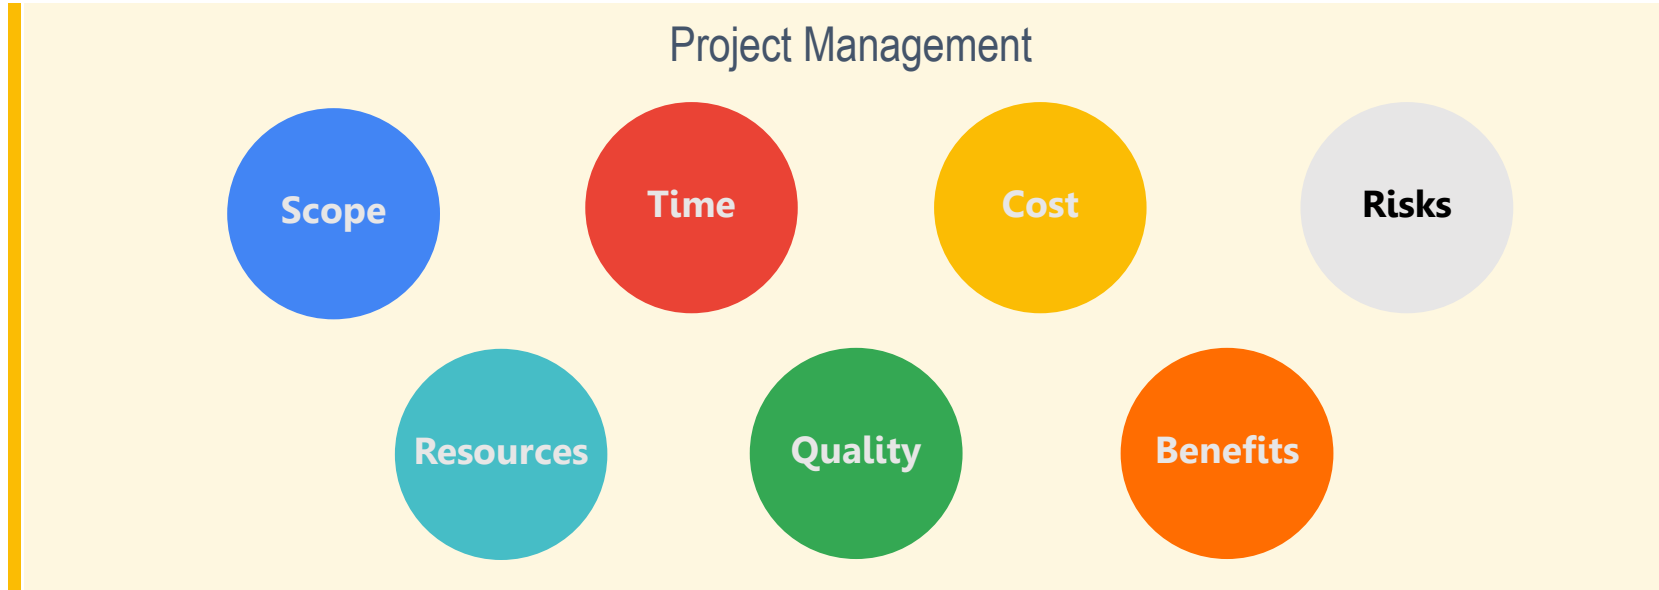 Project Management
Scope
Time
Cost
Risks
Resources
Quality
Benefits